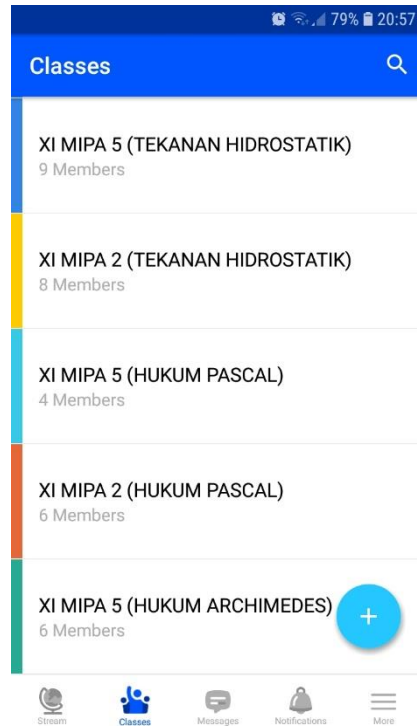 79% 20:57
Classes
XI MIPA 5 (TEKANAN HIDROSTATIK)
9 Members
XI MIPA 2 (TEKANAN HIDROSTATIK)
8 Members
XI MIPA 5 (HUKUM PASCAL)
4 Members
XI MIPA 2 (HUKUM PASCAL)
6 Members
XI MIPA 5 (HUKUM ARCHIMEDES)
6 Members
+
Stream Classes Messages Notifications More